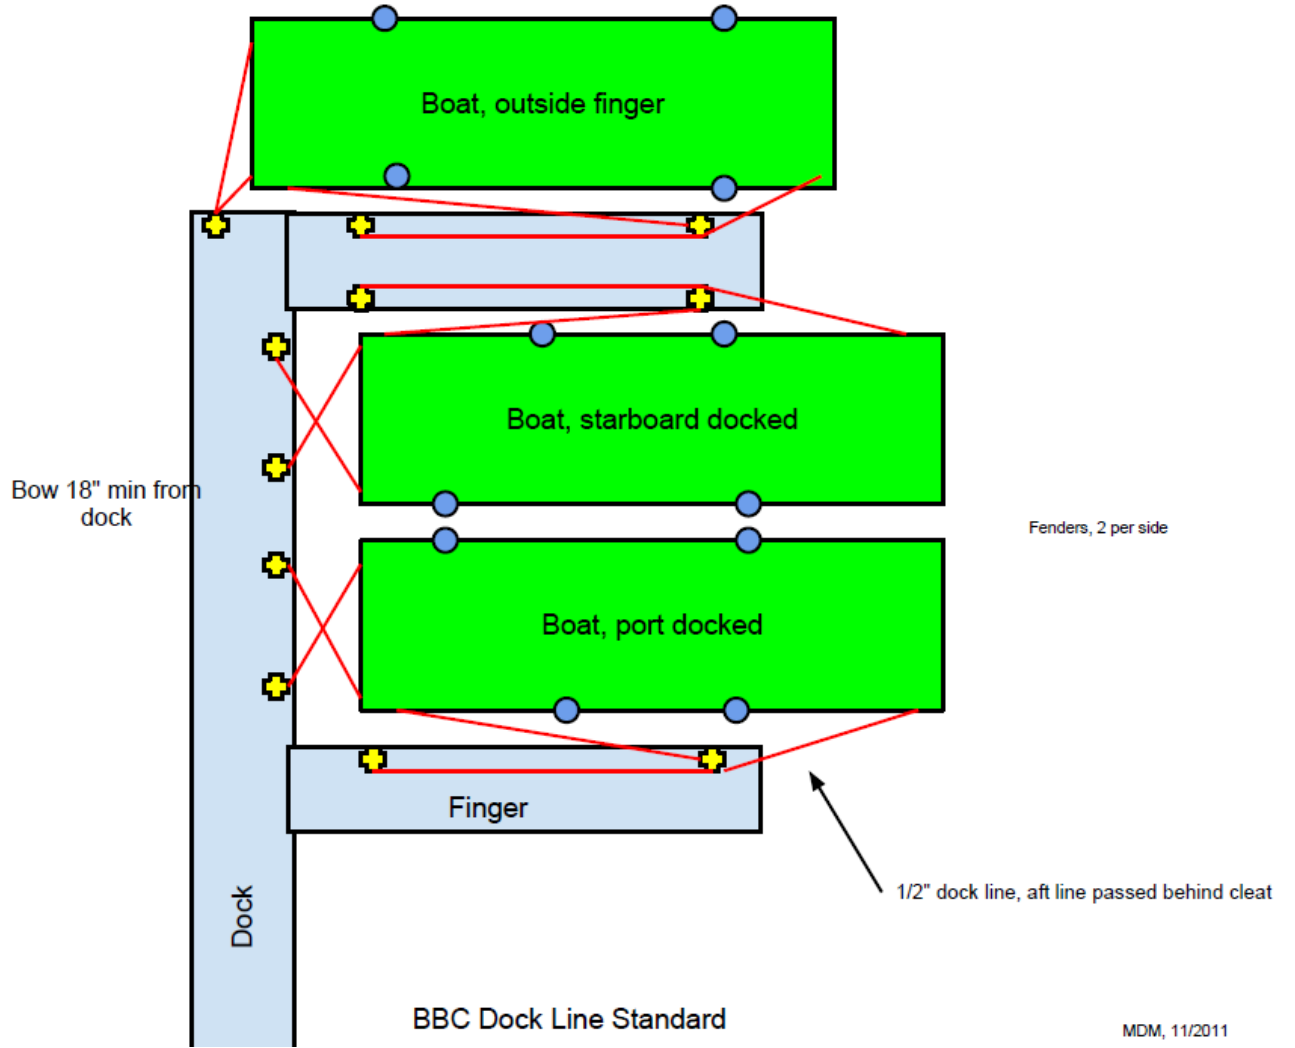 Boat, outside finger
Boat, starboard docked
Bow 18" min from
dock
Fenders, 2 per side
Boat, port docked
Finger
1/2" dock line, aft line passed behind cleat
Dock
BBC Dock Line Standard
MDM, 11/2011